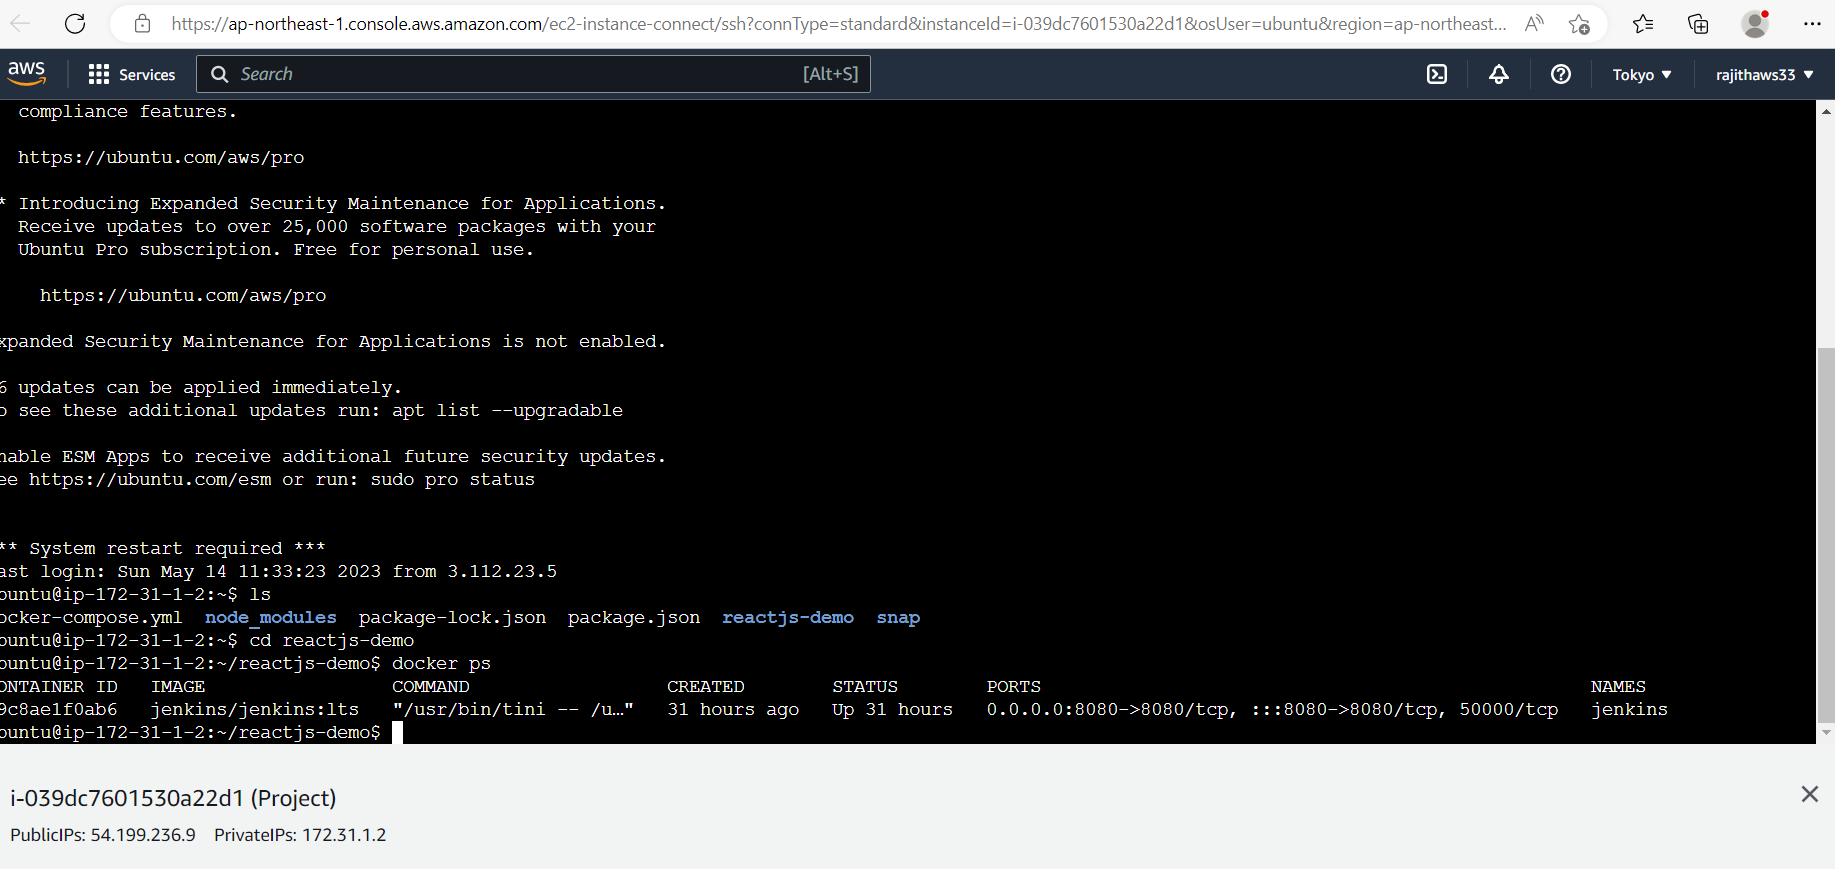 https://ap-northeast-1.console.aws.amazon.com/ec2-instance-connect/ssh?connType=standard&instanceId=i-039dc7601530a22d1&osUser=ubuntu&region=ap-northeast...
aws Services Search [Alt+S] Tokyo rajithaws33
compliance features.
https://ubuntu.com/aws/pro
* Introducing Expanded Security Maintenance for Applications.
Receive updates to over 25,000 software packages with your
Ubuntu Pro subscription. Free for personal use.
https://ubuntu.com/aws/pro
xpanded Security Maintenance for Applications is not enabled.
6 updates can be applied immediately.
o see these additional updates run: apt list --upgradable
nable ESM Apps to receive additional future security updates.
ee https://ubuntu.com/esm or run: sudo pro status
** System restart required ***
ast login: Sun May 14 11:33:23 2023 from 3.112.23.5
buntu@ip-172-31-1-2:~$ ls
ocker-compose.yml node_modules package-lock.json package.json reactjs-demo snap
buntu@ip-172-31-1-2:~$ cd reactjs-demo
buntu@ip-172-31-1-2:~/reactjs-demo$ docker ps
ONTAINER ID IMAGE COMMAND CREATED STATUS PORTS NAMES
9c8ae1f0ab6 jenkins/jenkins:lts "/usr/bin/tini -- /u…" 31 hours ago Up 31 hours 0.0.0.0:8080->8080/tcp, :::8080->8080/tcp, 50000/tcp jenkins
buntu@ip-172-31-1-2:~/reactjs-demo$
i-039dc7601530a22d1 (Project)
PublicIPs: 54.199.236.9 PrivateIPs: 172.31.1.2